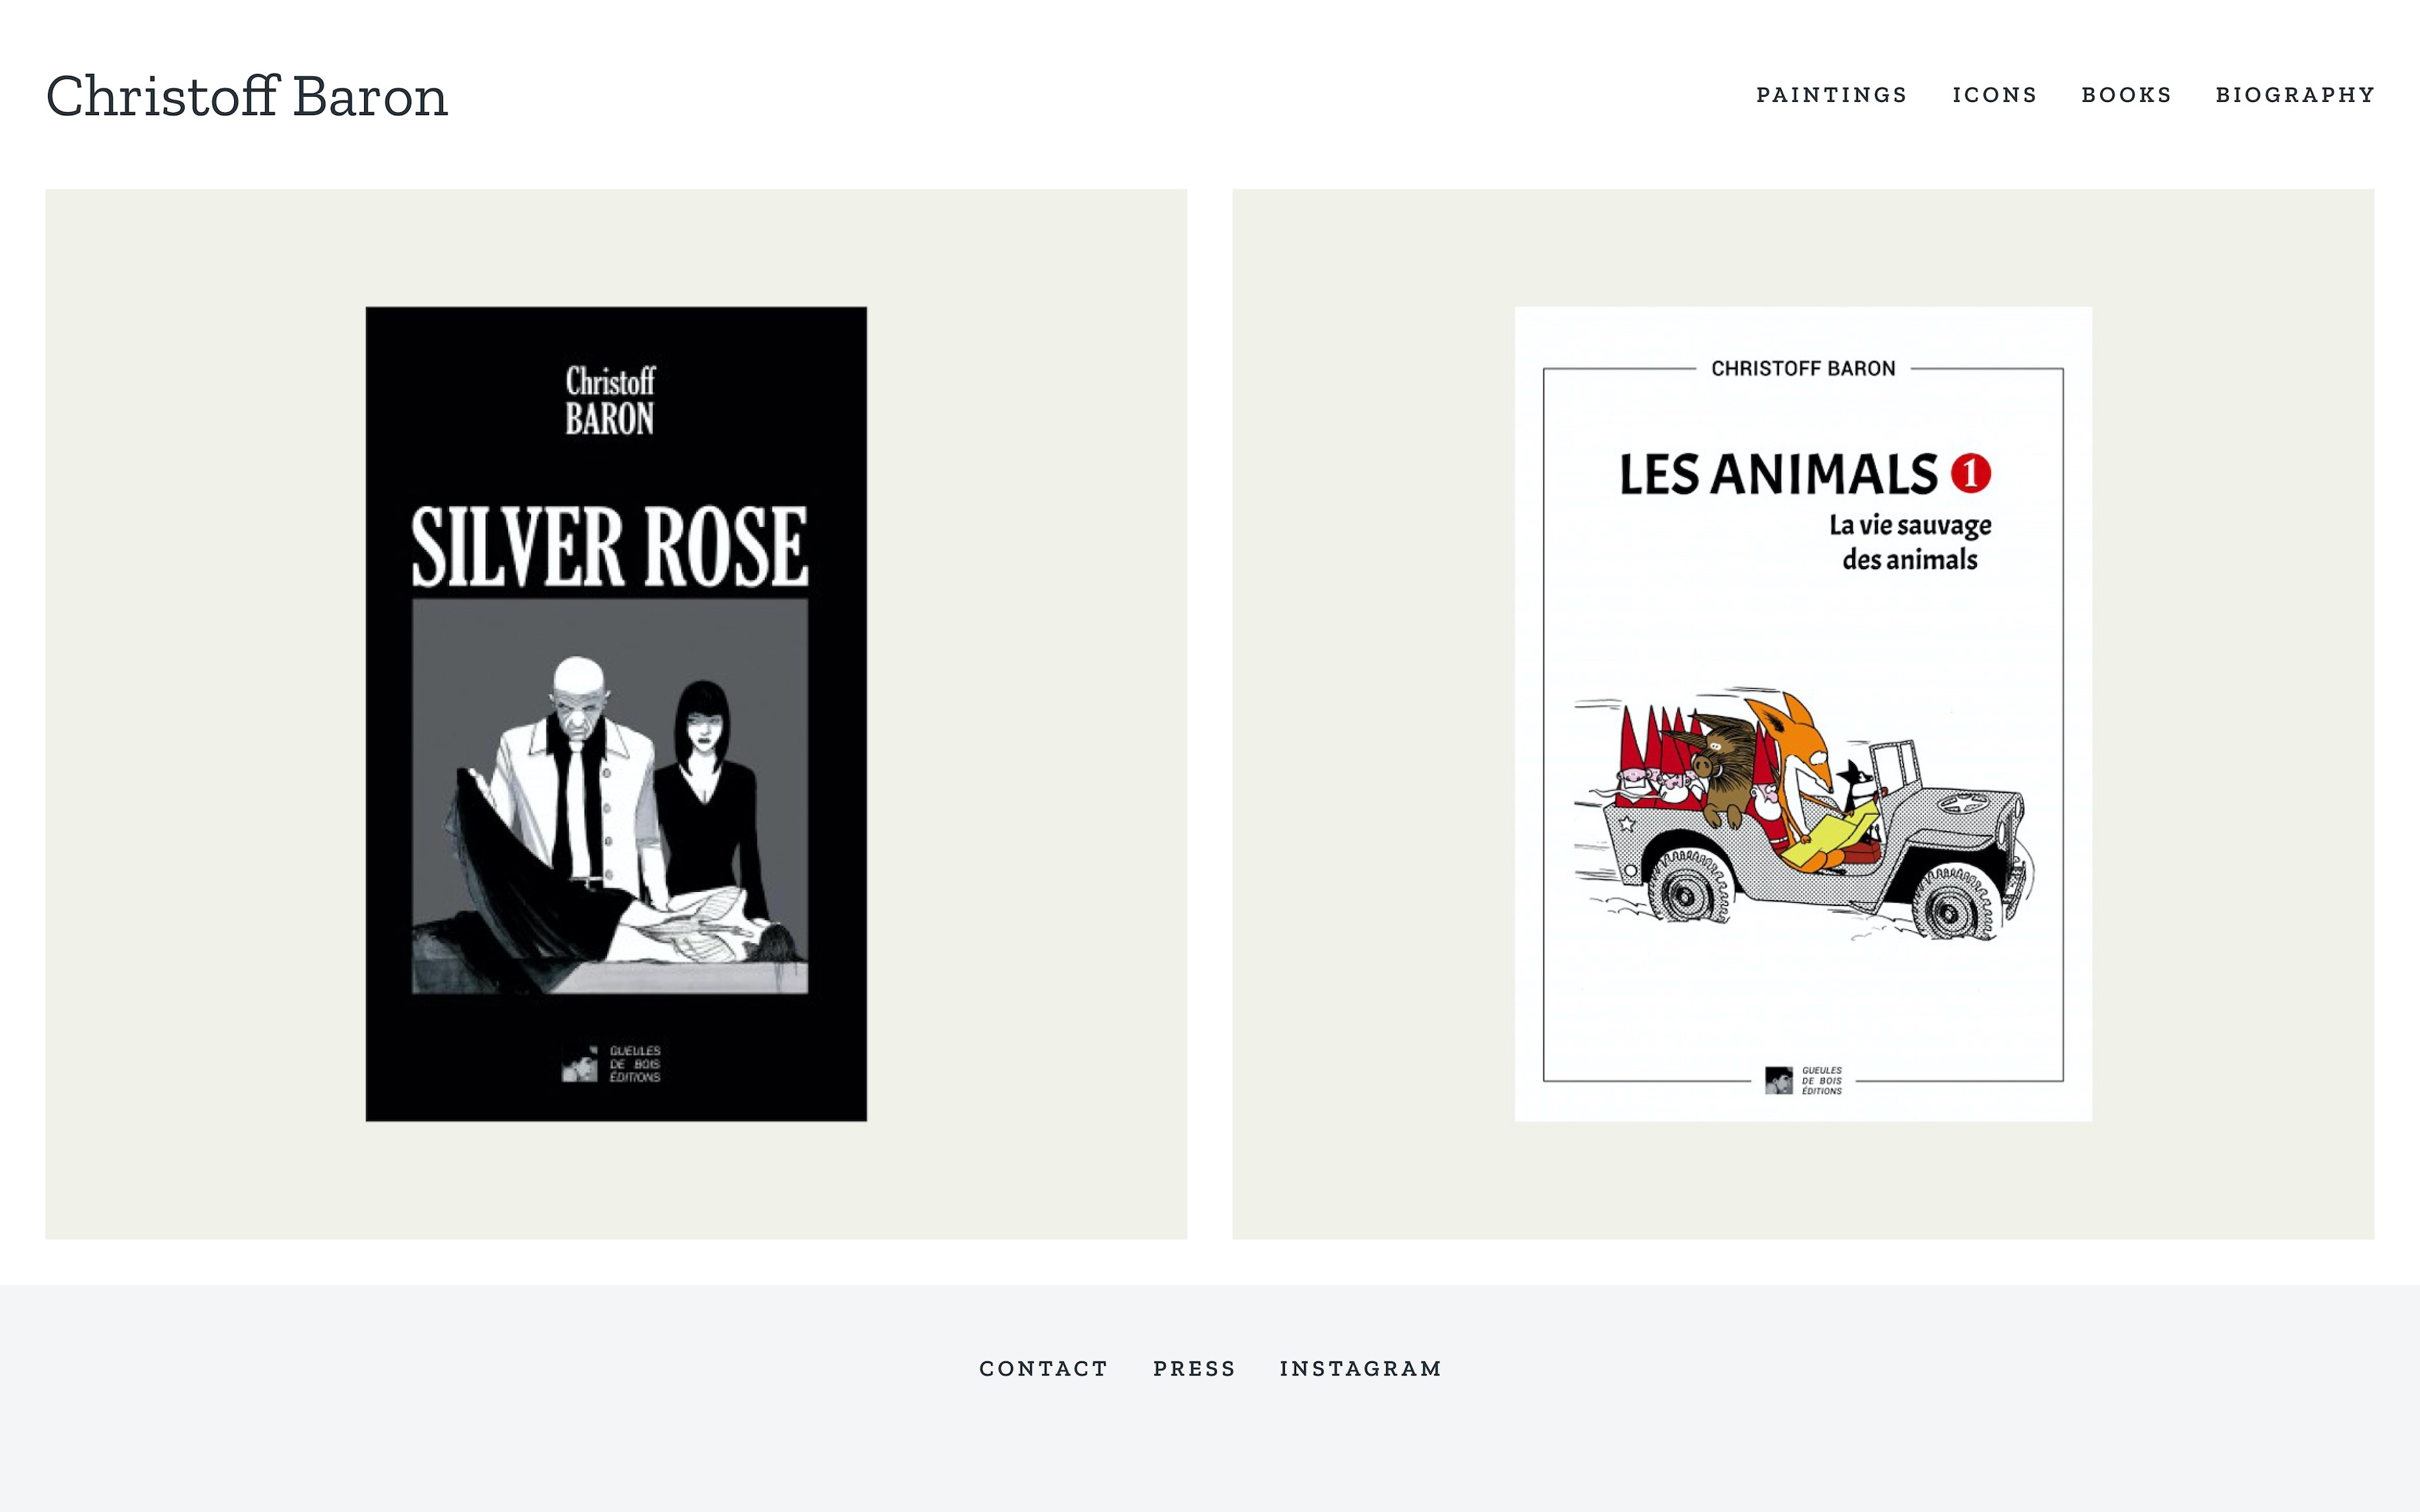 Christoff Baron
PAINTINGS ICONS BOOKS BIOGRAPHY
Christoff
BARON
SILVER ROSE
GUEULES
DE BOIS
ÉDITIONS
CHRISTOFF BARON
LES ANIMALS 1
La vie sauvage
des animals
GUEULES
DE BOIS
ÉDITIONS
CONTACT PRESS INSTAGRAM